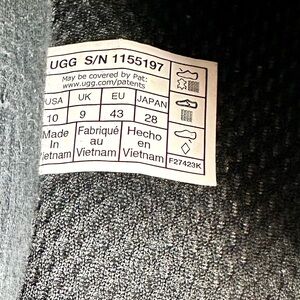 UGG S/N 1155197
May be covered by Pat:
www.ugg.com/patents
USA UK EU JAPAN
10 9 43 28
Made Fabriqué Hecho
In au en
Vietnam Vietnam Vietnam
F27423K